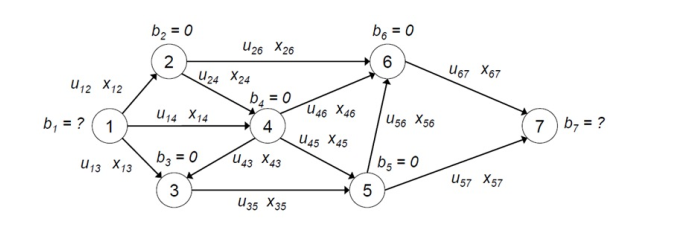 b2 = 0
b6 = 0
u26 x26
2
6
u12 x12
u24 x24
u67 x67
b4 = 0
u46 x46
b1 = ?
1
u14 x14
4
u56 x56
7
b7 = ?
u45 x45
u13 x13
b3 = 0
u43 x43
b5 = 0
3
5
u57 x57
u35 x35